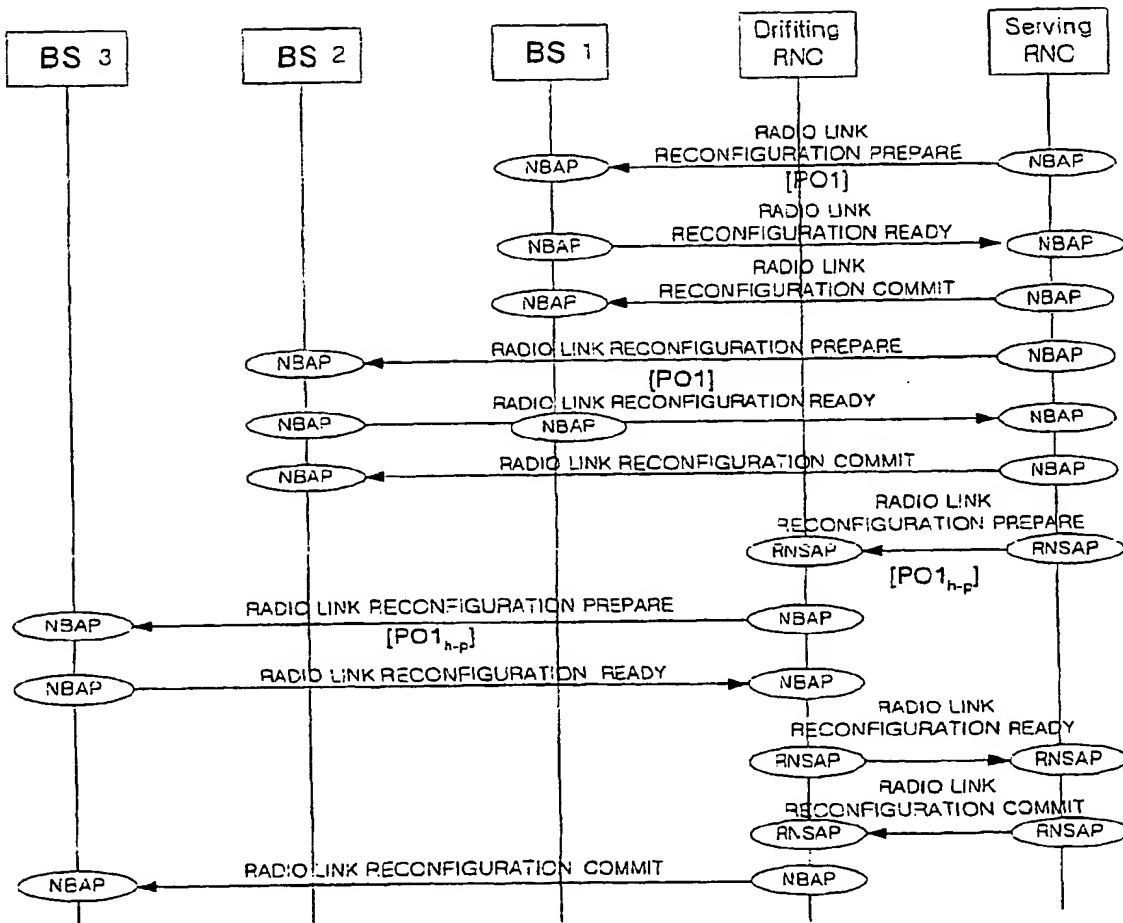 BS 3
BS 2
BS 1
Drifiting
RNC
Serving
RNC
RADIO LINK
RECONFIGURATION PREPARE
NBAP
NBAP
[PO1]
RADIO LINK
RECONFIGURATION READY
NBAP
NBAP
RADIO LINK
RECONFIGURATION COMMIT
NBAP
NBAP
RADIO LINK RECONFIGURATION PREPARE
NBAP
NBAP
[PO1]
RADIO LINK RECONFIGURATION READY
NBAP
NBAP
NBAP
RADIO LINK RECONFIGURATION COMMIT
NBAP
NBAP
RADIO LINK
RECONFIGURATION PREPARE
RNSAP
RNSAP
[PO1h-p]
RADIO LINK RECONFIGURATION PREPARE
NBAP
NBAP
[PO1h-p]
RADIO LINK RECONFIGURATION READY
NBAP
NBAP
RADIO LINK
RECONFIGURATION READY
RNSAP
RNSAP
RADIO LINK
RECONFIGURATION COMMIT
RNSAP
RNSAP
RADIO LINK RECONFIGURATION COMMIT
NBAP
NBAP